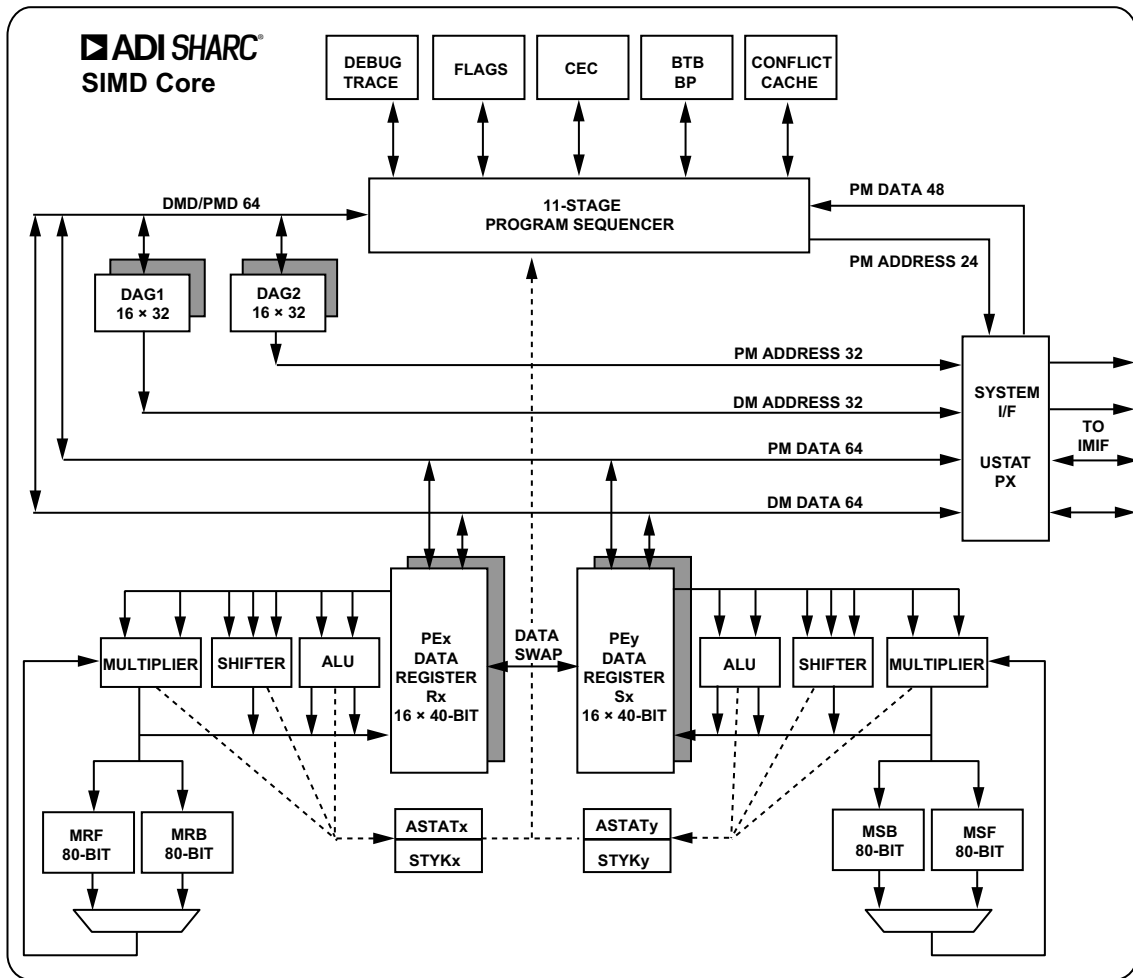 ADI SHARC®
SIMD Core
DEBUG
TRACE
FLAGS
CEC
BTB
BP
CONFLICT
CACHE
DMD/PMD 64
11-STAGE
PROGRAM SEQUENCER
PM DATA 48
PM ADDRESS 24
DAG1
16 × 32
DAG2
16 × 32
PM ADDRESS 32
DM ADDRESS 32
PM DATA 64
DM DATA 64
SYSTEM
I/F
USTAT
PX
TO
IMIF
MULTIPLIER
SHIFTER
ALU
PEx
DATA
REGISTER
Rx
16 × 40-BIT
DATA
SWAP
PEy
DATA
REGISTER
Sx
16 × 40-BIT
ALU
SHIFTER
MULTIPLIER
MRF
80-BIT
MRB
80-BIT
ASTATx
STYKx
ASTATy
STYKy
MSB
80-BIT
MSF
80-BIT